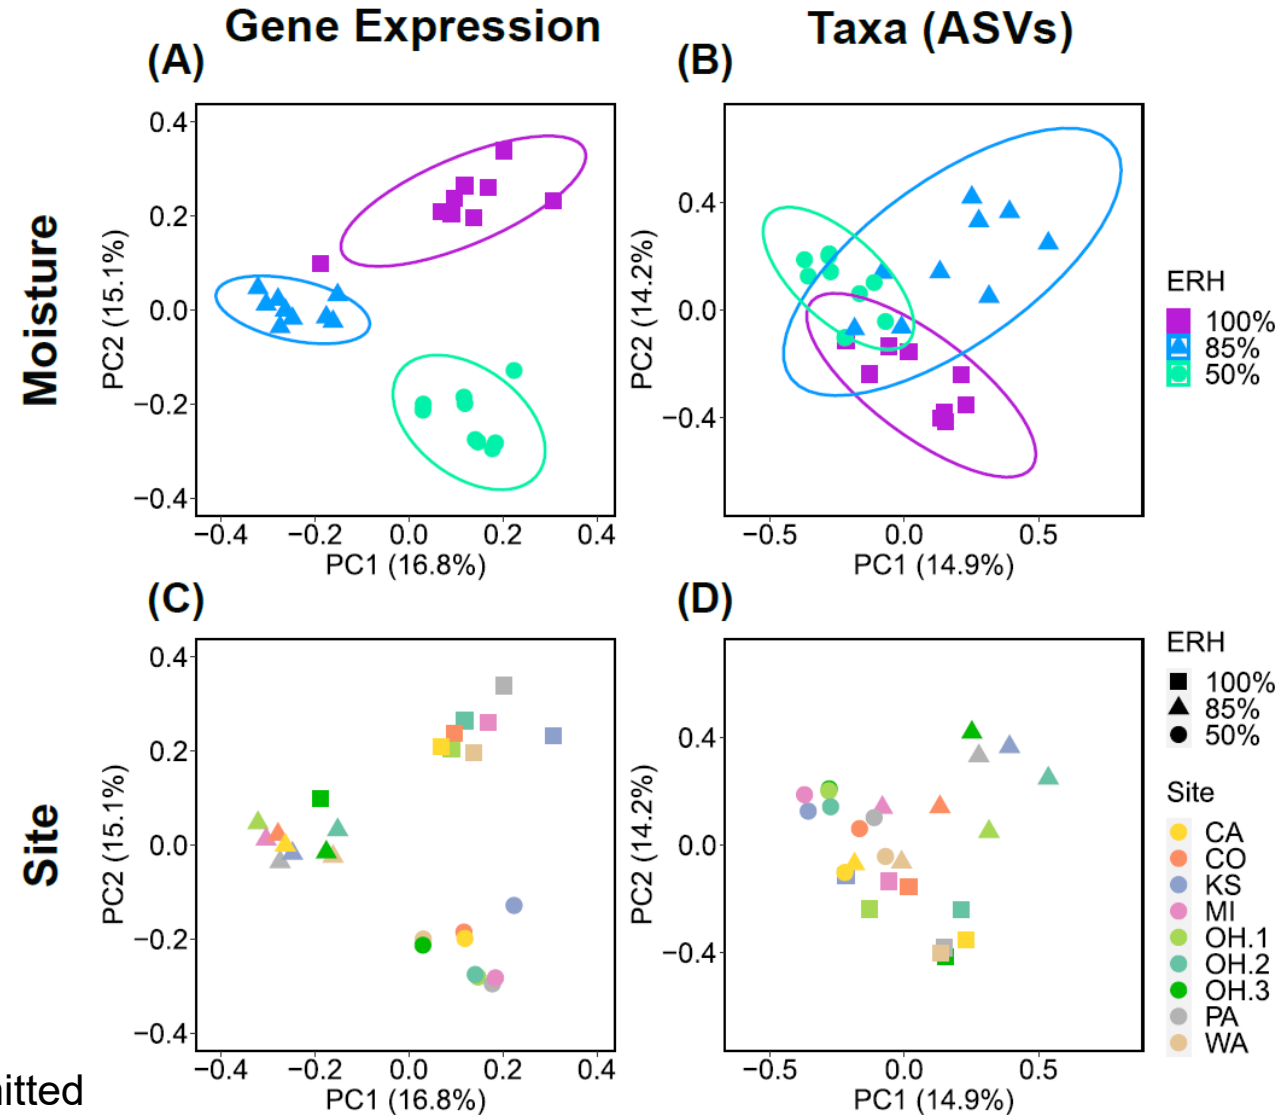 Gene Expression
Taxa (ASVs)
(A)
(B)
Moisture
0.4
0.2
0.0
−0.2
−0.4
PC2 (15.1%)
−0.4
−0.2
0.0
0.2
0.4
PC1 (16.8%)
0.4
0.0
−0.4
PC2 (14.2%)
−0.5
0.0
0.5
PC1 (14.9%)
ERH
100%
85%
50%
(C)
(D)
Site
0.4
0.2
0.0
−0.2
−0.4
PC2 (15.1%)
−0.4
−0.2
0.0
0.2
0.4
PC1 (16.8%)
0.4
0.0
−0.4
PC2 (14.2%)
−0.5
0.0
0.5
PC1 (14.9%)
ERH
100%
85%
50%
Site
CA
CO
KS
MI
OH.1
OH.2
OH.3
PA
WA